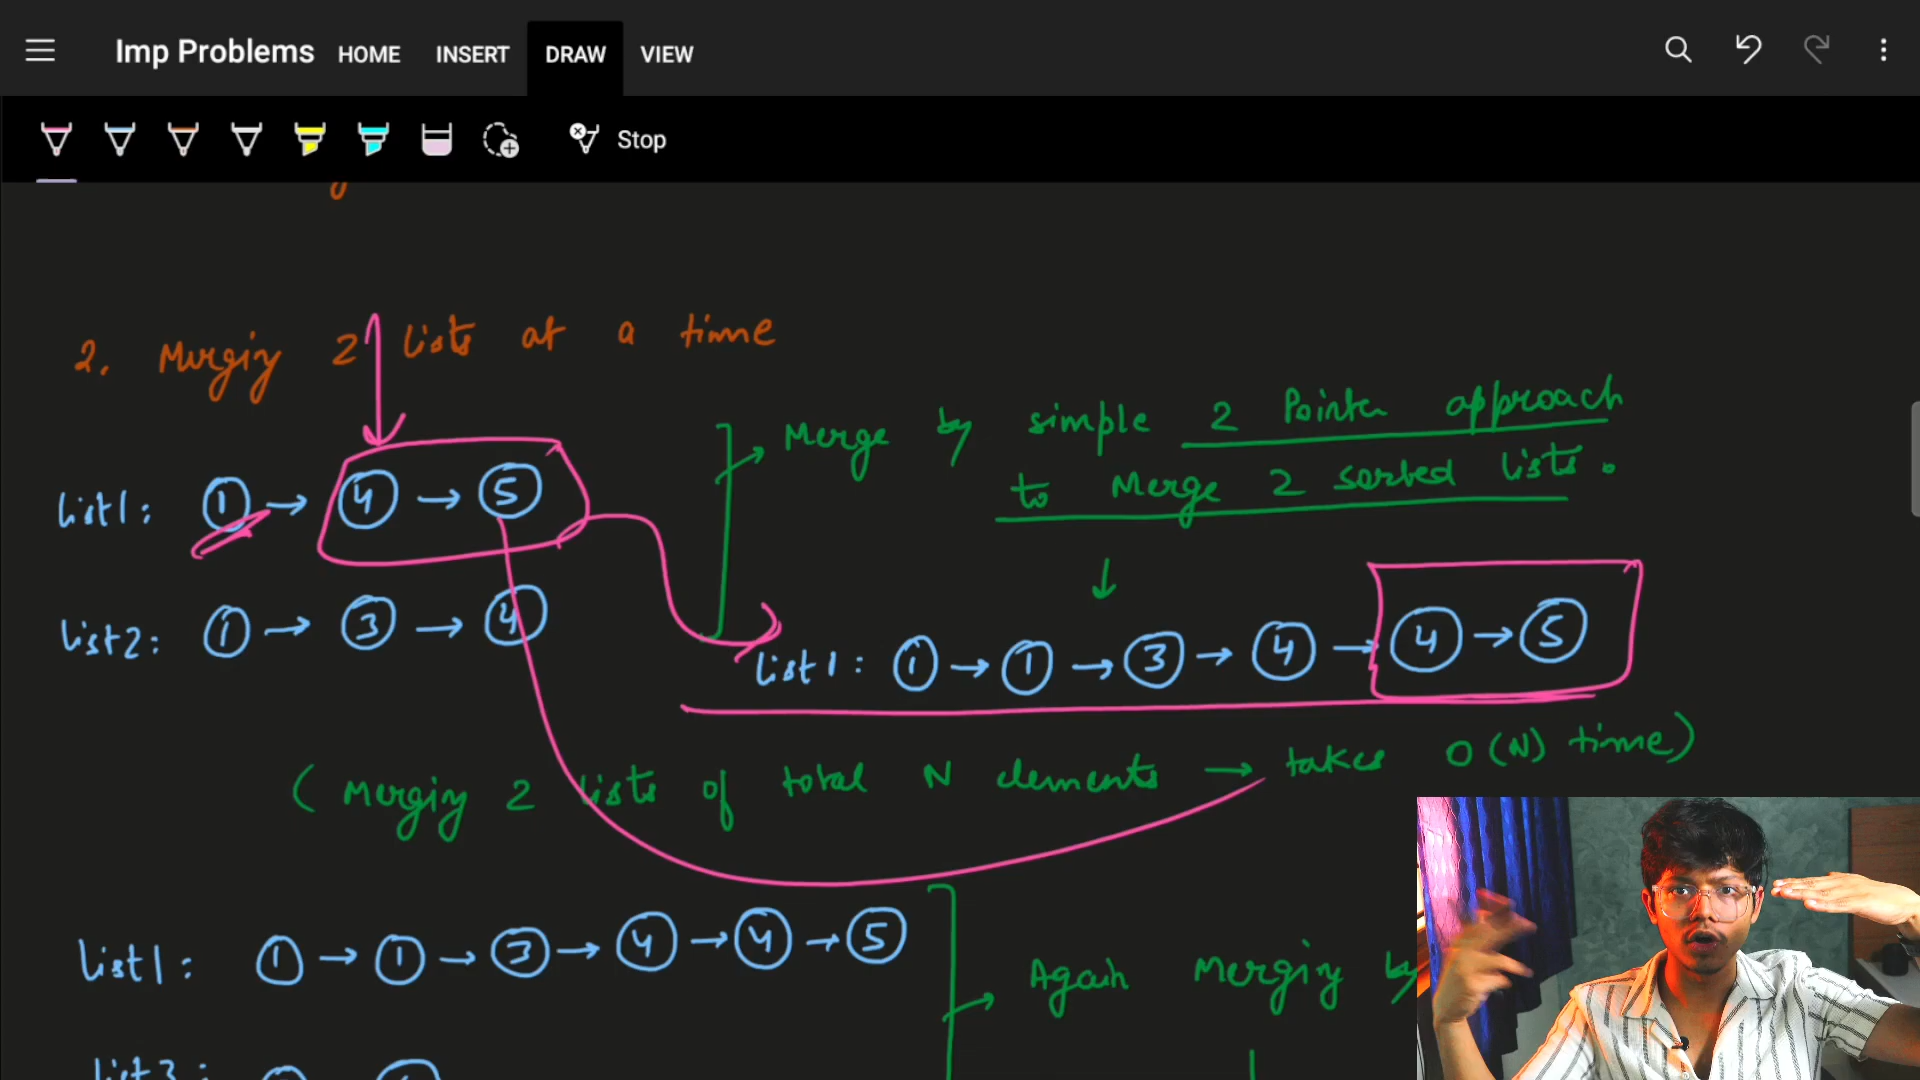 Imp Problems HOME INSERT DRAW VIEW
Stop
2. Merging 2 lists at a time
Merge by simple 2 Pointer approach
to Merge 2 sorted lists.
list1: 1 → 4 → 5
list2: 1 → 3 → 4
list1: 1 → 1 → 3 → 4 → 4 → 5
(Merging 2 lists of total N elements → takes O(N) time)
list1: 1 → 1 → 3 → 4 → 4 → 5
Again Merging by
list3: